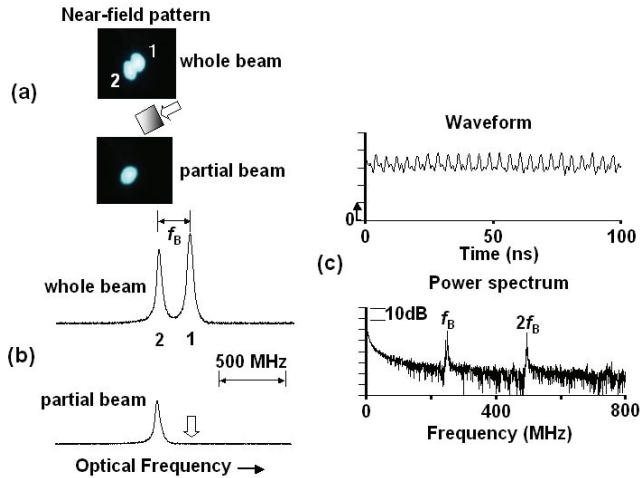 Near-field pattern
1
2
whole beam
(a)
partial beam
fB
whole beam
2 1
(b)
500 MHz
partial beam
Optical Frequency
Waveform
0
0 50 100
Time (ns)
(c)
Power spectrum
10dB
fB 2fB
0 400 800
Frequency (MHz)